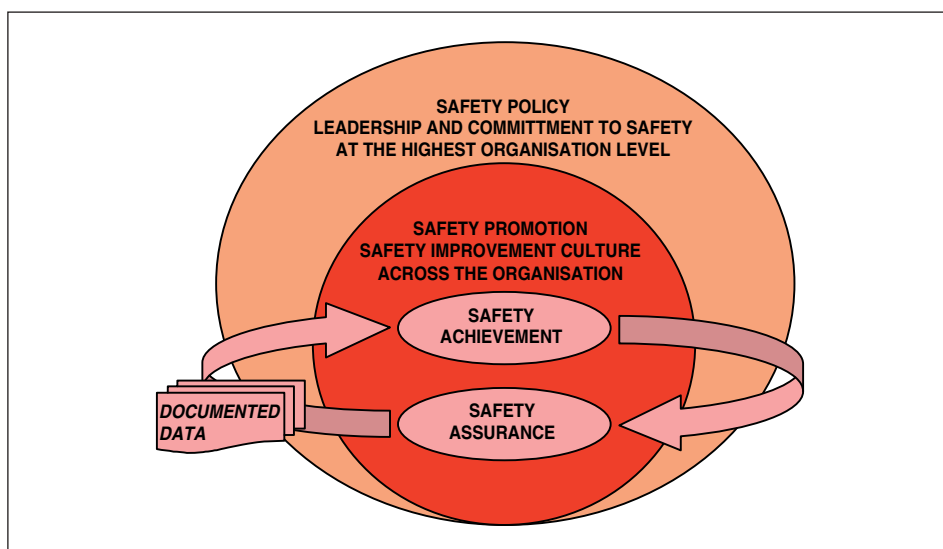 SAFETY POLICY
LEADERSHIP AND COMMITTMENT TO SAFETY
AT THE HIGHEST ORGANISATION LEVEL
SAFETY PROMOTION
SAFETY IMPROVEMENT CULTURE
ACROSS THE ORGANISATION
SAFETY
ACHIEVEMENT
DOCUMENTED
DATA
SAFETY
ASSURANCE